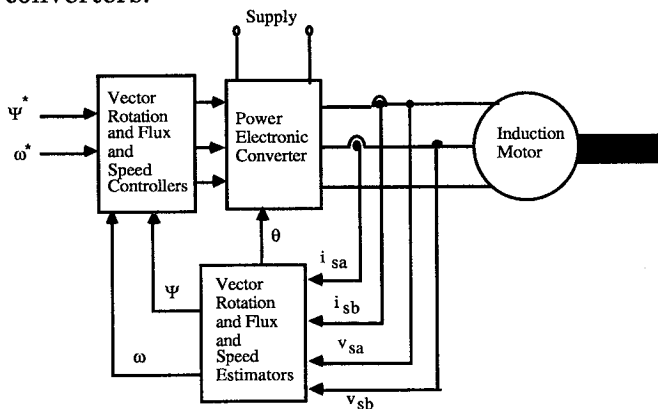 converters.
Supply
Ψ*
ω*
Vector
Rotation
and Flux
and
Speed
Controllers
Power
Electronic
Converter
Induction
Motor
θ
Ψ
ω
Vector
Rotation
and Flux
and
Speed
Estimators
i sa
i sb
v sa
v sb